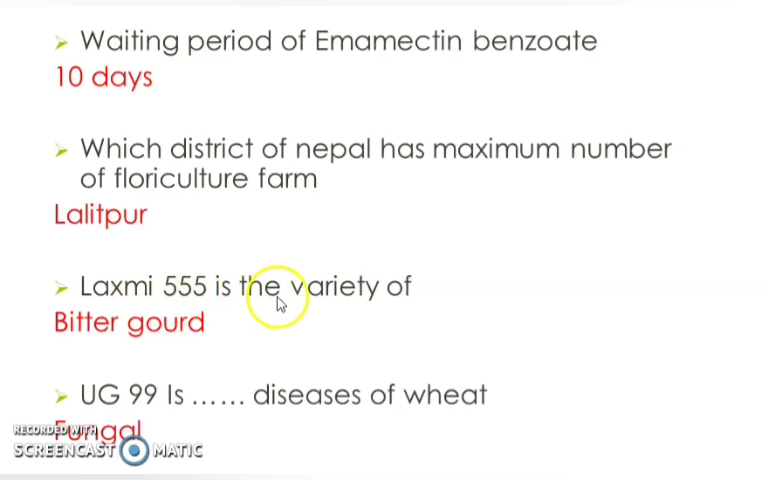 Waiting period of Emamectin benzoate
10 days
Which district of nepal has maximum number
of floriculture farm
Lalitpur
Laxmi 555 is the variety of
Bitter gourd
UG 99 Is ...... diseases of wheat
Fungal
RECORDED WITH
SCREENCAST MATIC